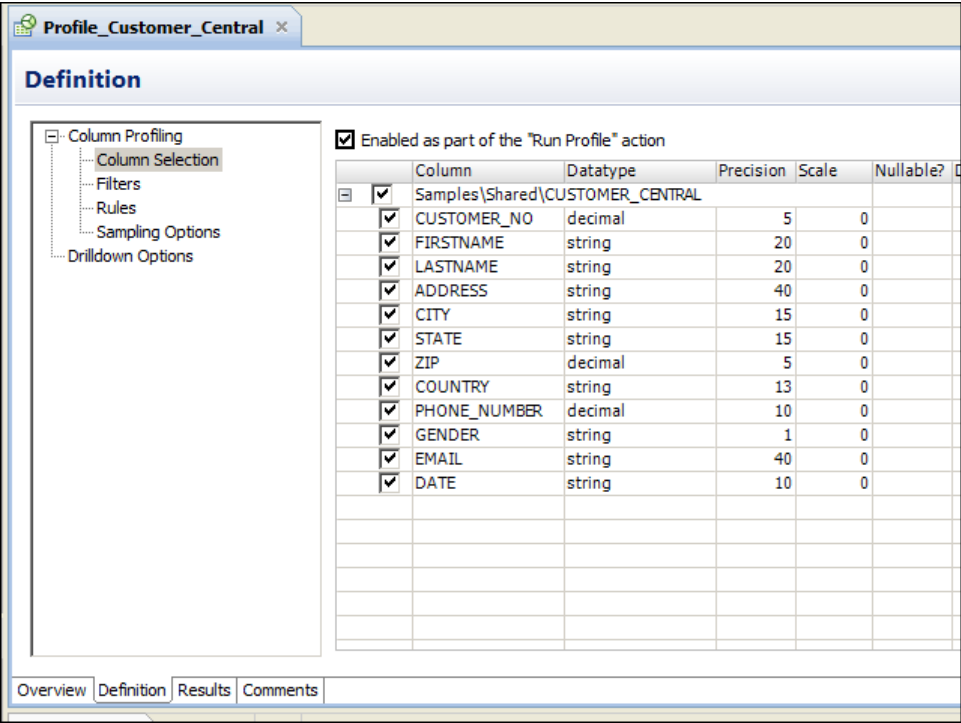 Profile_Customer_Central
Definition
Column Profiling
Column Selection
Filters
Rules
Sampling Options
Drilldown Options
Enabled as part of the "Run Profile" action
Column Datatype Precision Scale Nullable? D
Samples\Shared\CUSTOMER_CENTRAL
CUSTOMER_NO decimal 5 0
FIRSTNAME string 20 0
LASTNAME string 20 0
ADDRESS string 40 0
CITY string 15 0
STATE string 15 0
ZIP decimal 5 0
COUNTRY string 13 0
PHONE_NUMBER decimal 10 0
GENDER string 1 0
EMAIL string 40 0
DATE string 10 0
Overview Definition Results Comments